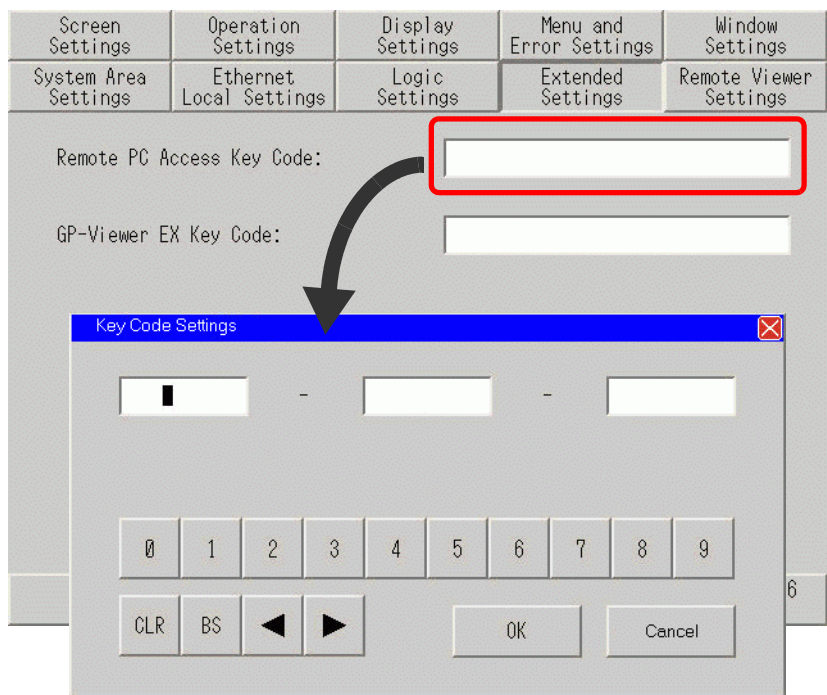 Screen Settings
Operation Settings
Display Settings
Menu and Error Settings
Window Settings
System Area Settings
Ethernet Local Settings
Logic Settings
Extended Settings
Remote Viewer Settings
Remote PC Access Key Code:
GP-Viewer EX Key Code:
Key Code Settings
- -
0 1 2 3 4 5 6 7 8 9
6
CLR BS ◀ ▶ OK Cancel